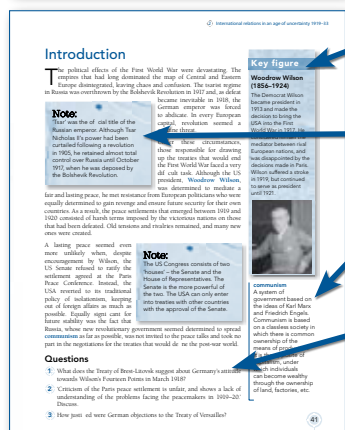 International relations in an age of uncertainty 1919–33
Introduction
The political effects of the First World War were devastating. The
empires that had long dominated the map of Central and Eastern
Europe disintegrated, leaving chaos and confusion. The tsarist regime
in Russia was overthrown by the Bolshevik Revolution in 1917 and, as defeat
became inevitable in 1918, the
German emperor was forced
to abdicate. In every European
capital, revolution seemed a
threat.
these circumstances,
those responsible for drawing
up the treaties that would end
the First World War faced a very
dif cult task. Although the US
president, Woodrow Wilson,
was determined to mediate a
fair and lasting peace, he met resistance from European politicians who were
equally determined to gain revenge and ensure future security for their own
countries. As a result, the peace settlements that emerged between 1919 and
1920 consisted of harsh terms imposed by the victorious nations on those
that had been defeated. Old tensions and rivalries remained, and many new
ones were created.
Note:
'Tsar' was the of cial title of the
Russian emperor. Although Tsar
Nicholas II's power had been
curtailed following a revolution
in 1905, he retained almost total
control over Russia until October
1917, when he was deposed by
the Bolshevik Revolution.
A lasting peace seemed even
more unlikely when, despite
encouragement by Wilson, the
US Senate refused to ratify the
settlement agreed at the Paris
Peace Conference. Instead, the
USA reverted to its traditional
policy of isolationism, keeping
out of foreign affairs as much as
possible. Equally signi cant for
future stability was the fact that
Russia, whose new revolutionary government seemed determined to spread
communism as far as possible, was not invited to the peace talks and took no
part in the negotiations for the treaties that would de ne the post-war world.
Note:
The US Congress consists of two
'houses' – the Senate and the
House of Representatives. The
Senate is the more powerful of
the two. The USA can only enter
into treaties with other countries
with the approval of the Senate.
Questions
1 What does the Treaty of Brest-Litovsk suggest about Germany's attitude
towards Wilson's Fourteen Points in March 1918?
2 'Criticism of the Paris peace settlement is unfair, and shows a lack of
understanding of the problems facing the peacemakers in 1919–20.'
Discuss.
3 How justi ed were German objections to the Treaty of Versailles?
Key figure
Woodrow Wilson
(1856–1924)
The Democrat Wilson
became president in
1913 and made the
decision to bring the
USA into the First
World War in 1917. He
mediator between rival
European nations, and
was disappointed by the
decisions made in Paris.
Wilson suffered a stroke
in 1919, but continued
to serve as president
until 1921.
communism
A system of
government based on
the ideas of Karl Marx
and Friedrich Engels.
Communism is based
on a classless society in
which there is common
ownership of the
means of
is the
under
which individuals
can become wealthy
through the ownership
of land, factories, etc.
41